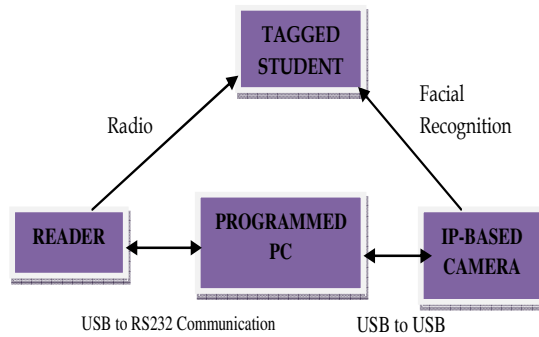 TAGGED
STUDENT
Radio
Facial
Recognition
READER
PROGRAMMED
PC
IP-BASED
CAMERA
USB to RS232 Communication
USB to USB